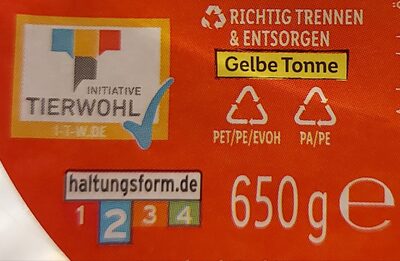 RICHTIG TRENNEN
& ENTSORGEN
Gelbe Tonne
INITIATIVE
TIERWOHL
I-T-W.DE
PET/PE/EVOH
PA/PE
haltungsform.de
1 2 3 4
650g e